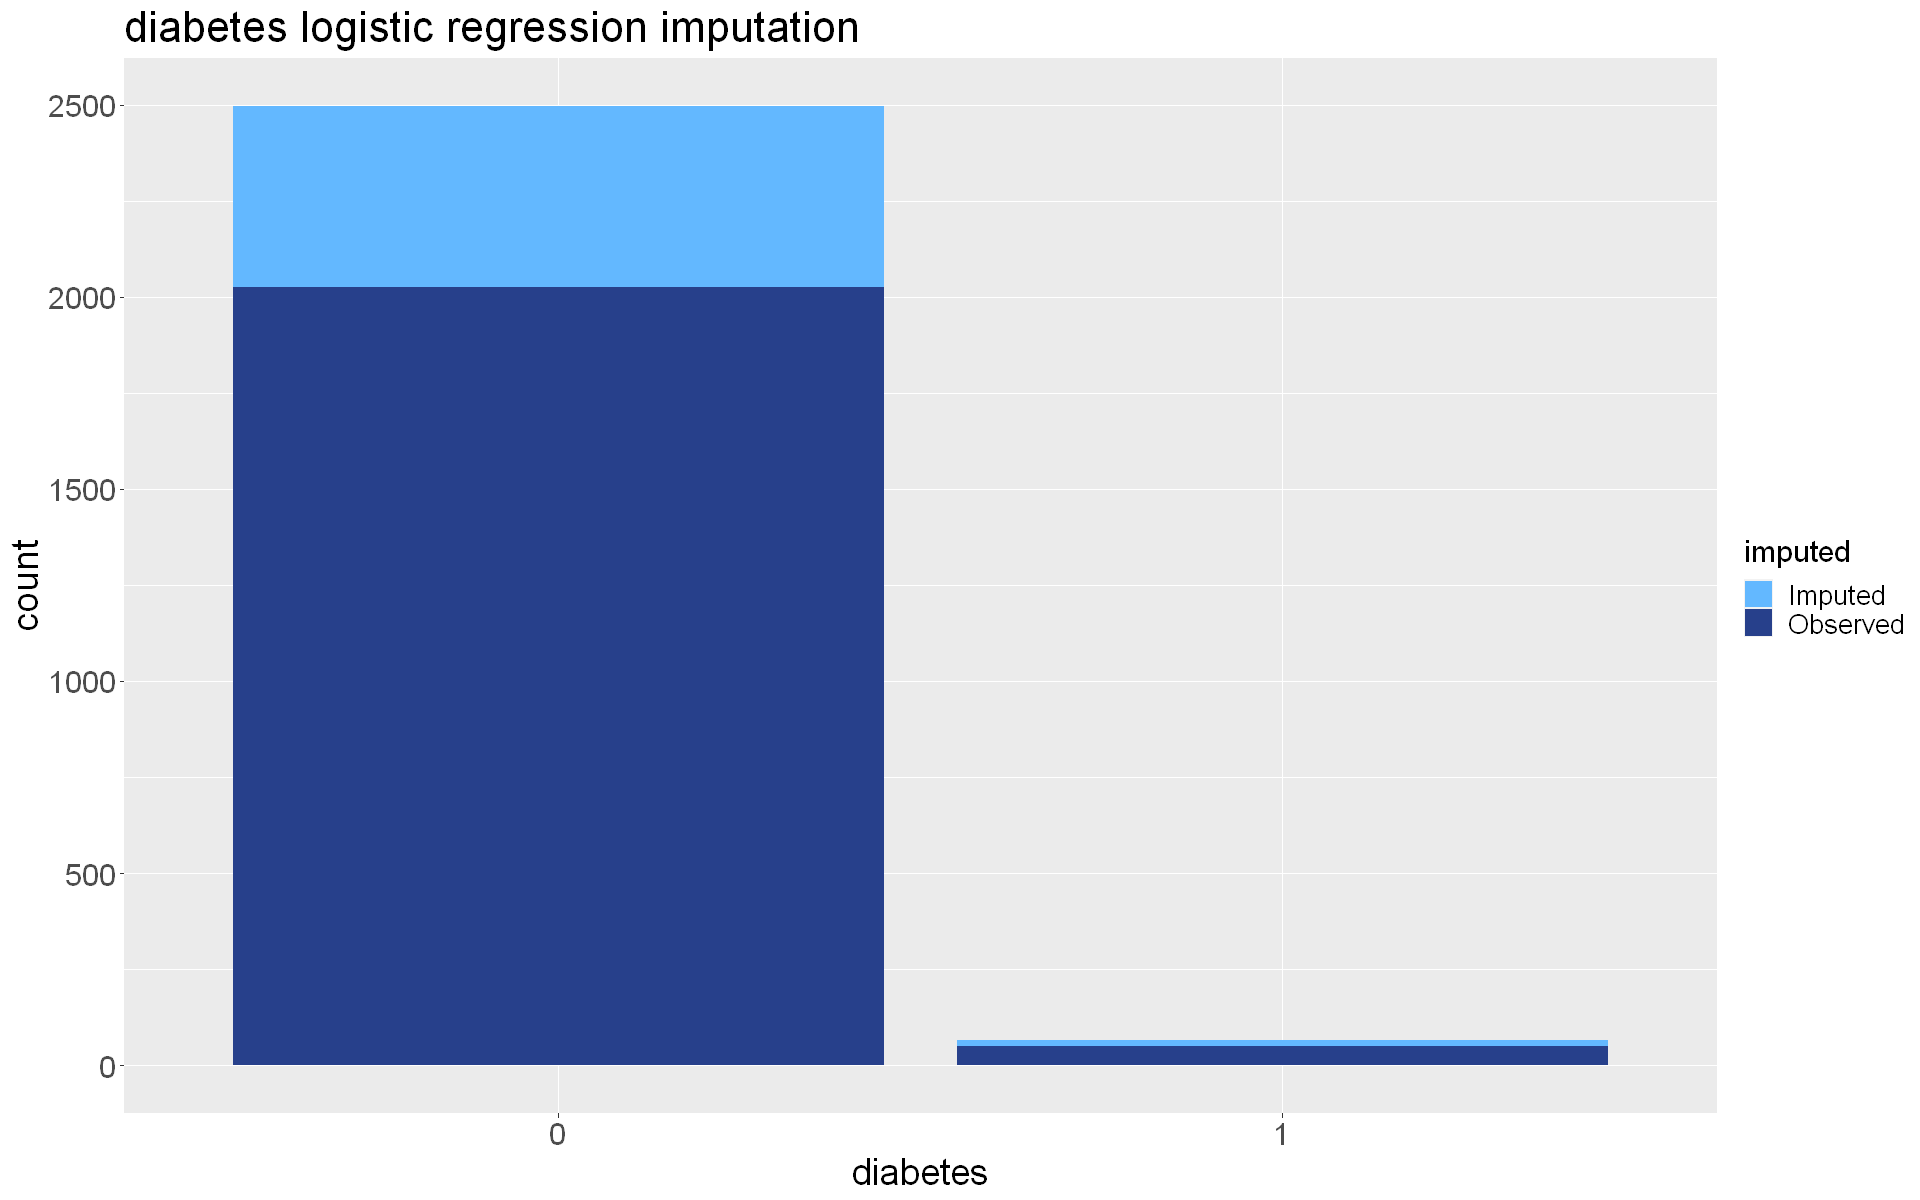 diabetes logistic regression imputation
2500
2000
1500
1000
500
0
count
0
1
diabetes
imputed
Imputed
Observed